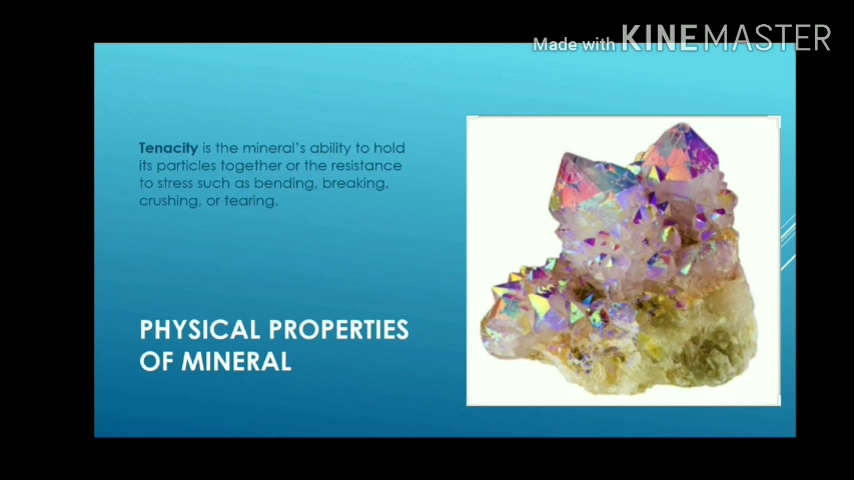 Made with KINEMASTER
Tenacity is the mineral's ability to hold
its particles together or the resistance
to stress such as bending, breaking,
crushing, or tearing.
PHYSICAL PROPERTIES
OF MINERAL